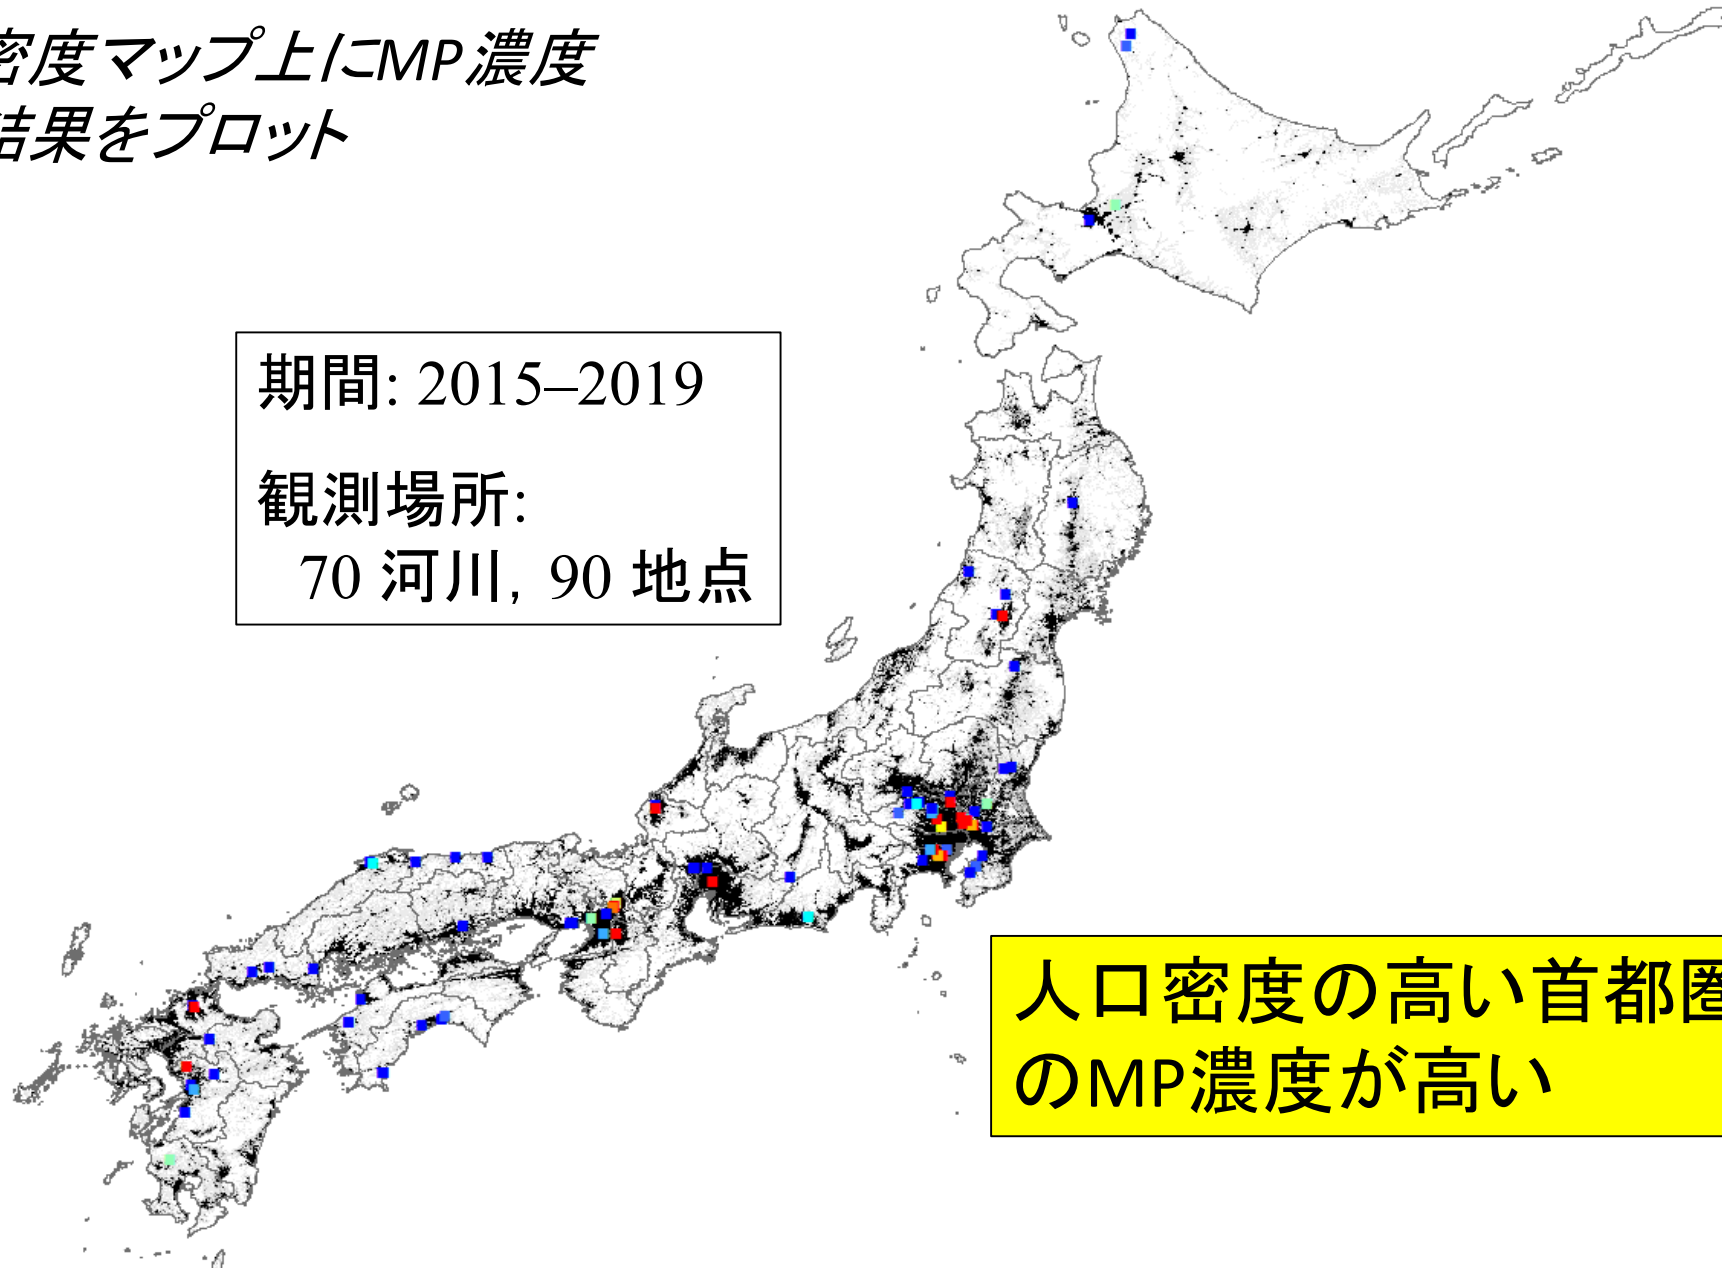 密度マップ上にMP濃度
結果をプロット
期間: 2015–2019
観測場所:
70 河川, 90 地点
人口密度の高い首都圏
のMP濃度が高い